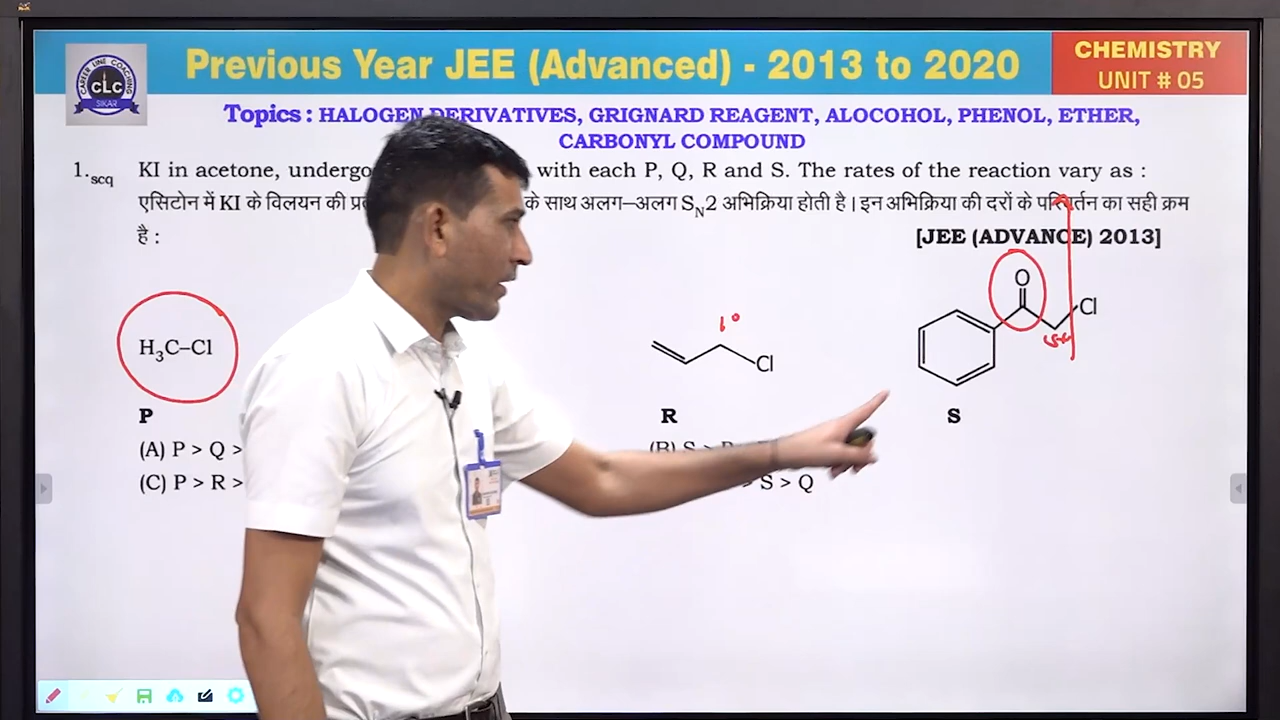 Previous Year JEE (Advanced) - 2013 to 2020
CHEMISTRY
UNIT # 05
CAREER LINE COACHING
CLC
SIKAR
Topics : HALOGEN DERIVATIVES, GRIGNARD REAGENT, ALOCOHOL, PHENOL, ETHER,
CARBONYL COMPOUND
1. scq KI in acetone, with each P, Q, R and S. The rates of the reaction vary as :
एसिटोन में KI के विलयन की के साथ अलग–अलग SN2 अभिक्रिया होती है। इन अभिक्रिया की दरों के परिवर्तन का सही क्रम
है :
[JEE (ADVANCE) 2013]
O
Cl
1°
H3C–Cl
Cl
P
R
S
(A) P > Q >
(B) S >
(C) P > R >
> S > Q